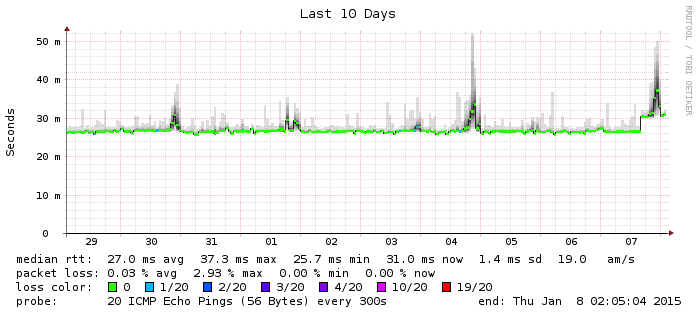 Last 10 Days
RRDTOOL / TOBI OETIKER
Seconds
50 m
40 m
30 m
20 m
10 m
0
29 30 31 01 02 03 04 05 06 07
median rtt: 27.0 ms avg 37.3 ms max 25.7 ms min 31.0 ms now 1.4 ms sd 19.0 am/s
packet loss: 0.03 % avg 2.93 % max 0.00 % min 0.00 % now
loss color: 0 1/20 2/20 3/20 4/20 10/20 19/20
probe: 20 ICMP Echo Pings (56 Bytes) every 300s end: Thu Jan 8 02:05:04 2015